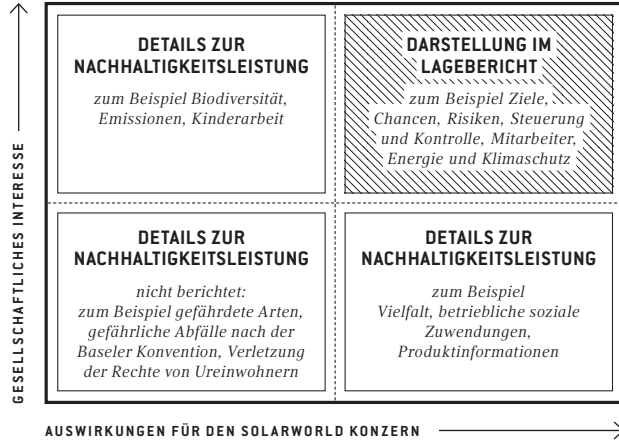 GESELLSCHAFTLICHES INTERESSE
DETAILS ZUR
NACHHALTIGKEITSLEISTUNG
zum Beispiel Biodiversität,
Emissionen, Kinderarbeit
DARSTELLUNG IM
LAGEBERICHT
zum Beispiel Ziele,
Chancen, Risiken, Steuerung
und Kontrolle, Mitarbeiter,
Energie und Klimaschutz
DETAILS ZUR
NACHHALTIGKEITSLEISTUNG
nicht berichtet:
zum Beispiel gefährdete Arten,
gefährliche Abfälle nach der
Baseler Konvention, Verletzung
der Rechte von Ureinwohnern
DETAILS ZUR
NACHHALTIGKEITSLEISTUNG
zum Beispiel
Vielfalt, betriebliche soziale
Zuwendungen,
Produktinformationen
AUSWIRKUNGEN FÜR DEN SOLARWORLD KONZERN